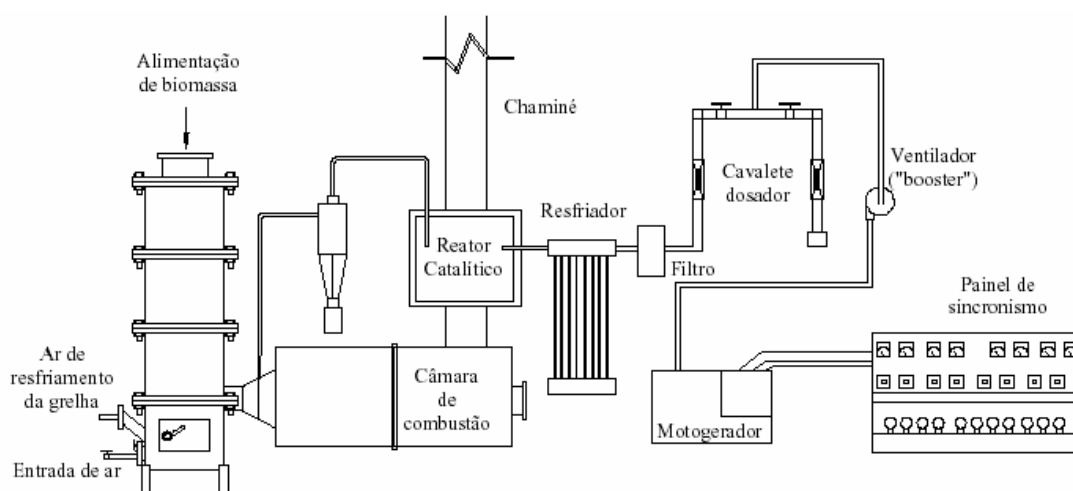 Alimentação
de biomassa
Chaminé
Ventilador
("booster")
Cavalete
dosador
Resfriador
Reator
Catalítico
Filtro
Painel de
sincronismo
Ar de
resfriamento
da grelha
Câmara
de
combustão
Motogerador
Entrada de ar